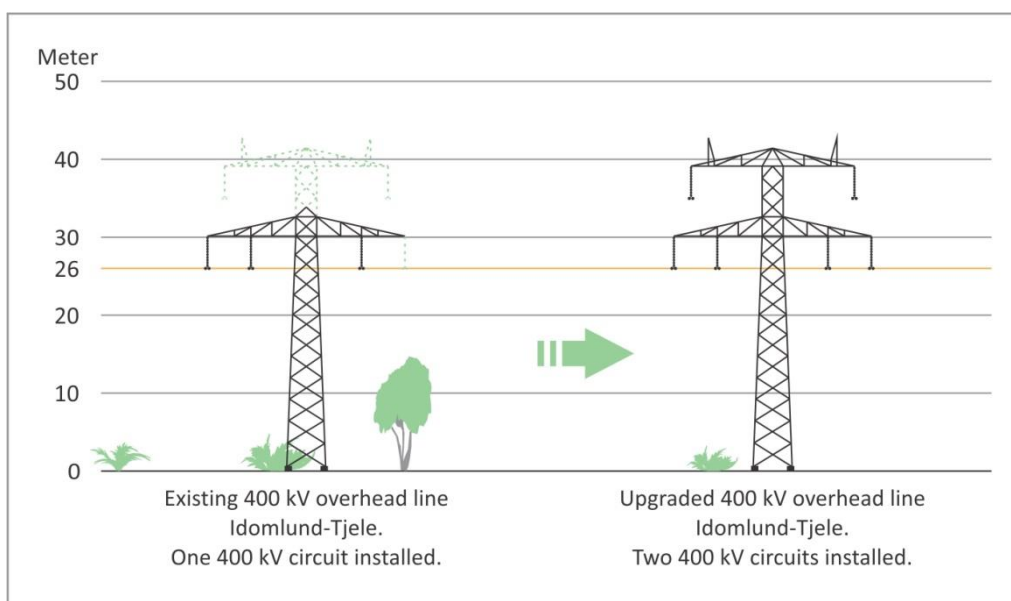 Meter
50
40
30
26
20
10
0
Existing 400 kV overhead line
Idomlund-Tjele.
One 400 kV circuit installed.
Upgraded 400 kV overhead line
Idomlund-Tjele.
Two 400 kV circuits installed.